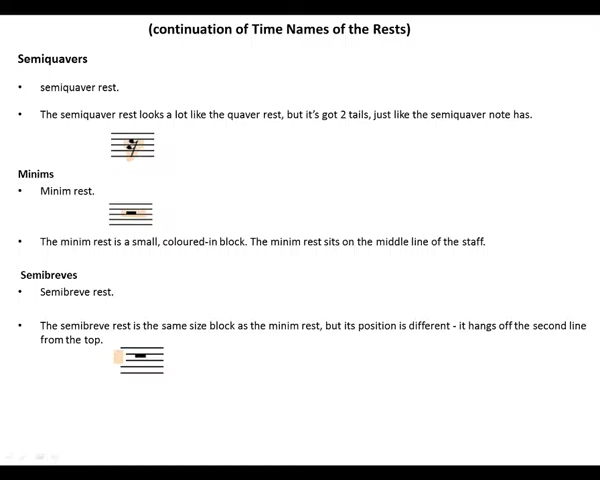 (continuation of Time Names of the Rests)
Semiquavers
• semiquaver rest.
• The semiquaver rest looks a lot like the quaver rest, but it's got 2 tails, just like the semiquaver note has.
Minims
• Minim rest.
• The minim rest is a small, coloured-in block. The minim rest sits on the middle line of the staff.
Semibreves
• Semibreve rest.
• The semibreve rest is the same size block as the minim rest, but its position is different - it hangs off the second line
from the top.